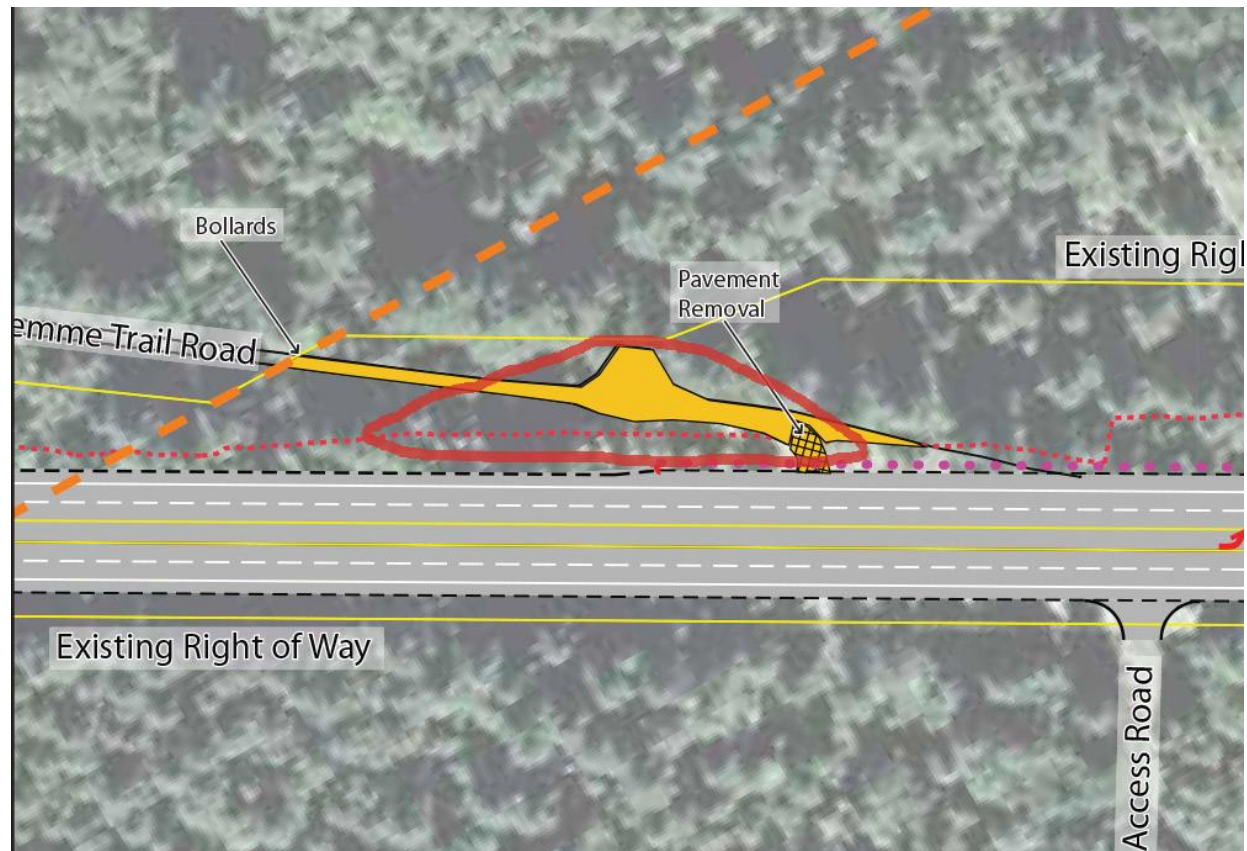 Bollards
Existing Righ
Pavement
Removal
emme Trail Road
Existing Right of Way
Access Road